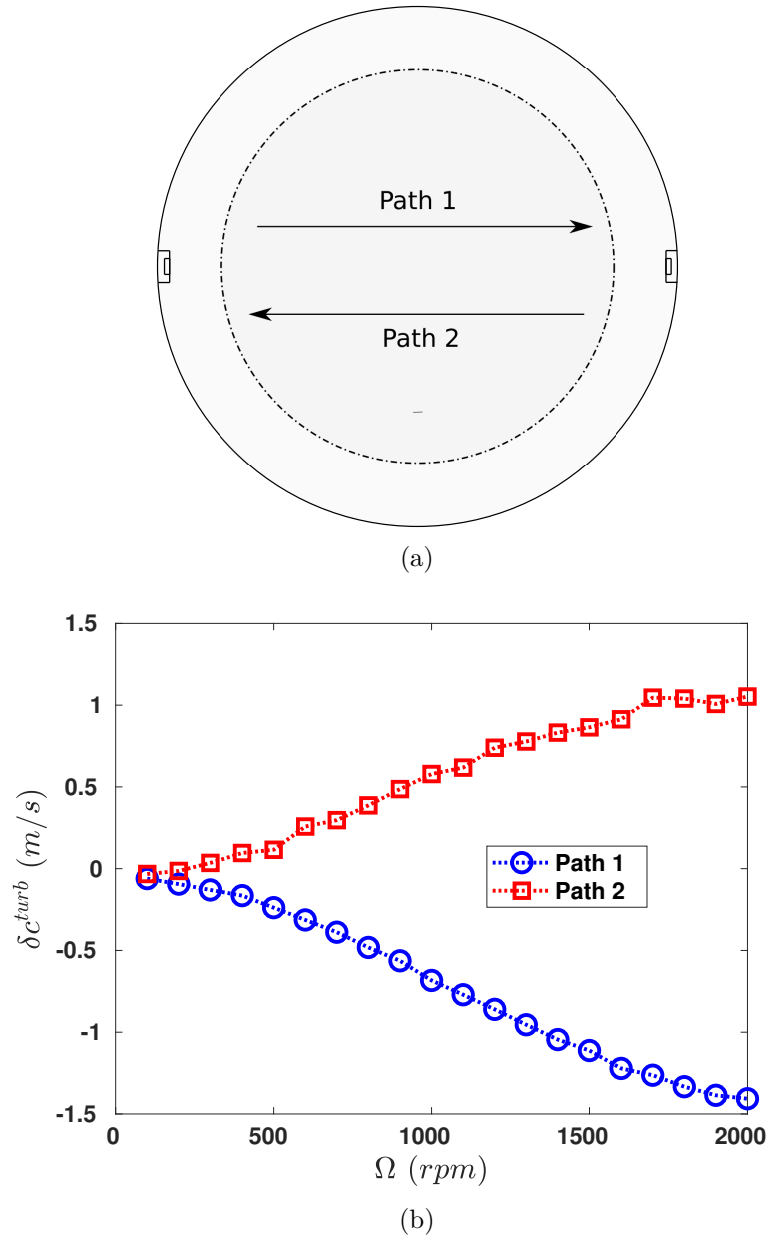 Path 1
Path 2
(a)
1.5
1
0.5
0
-0.5
-1
-1.5
δc^{turb} (m/s)
Path 1
Path 2
0 500 1000 1500 2000
Ω (rpm)
(b)